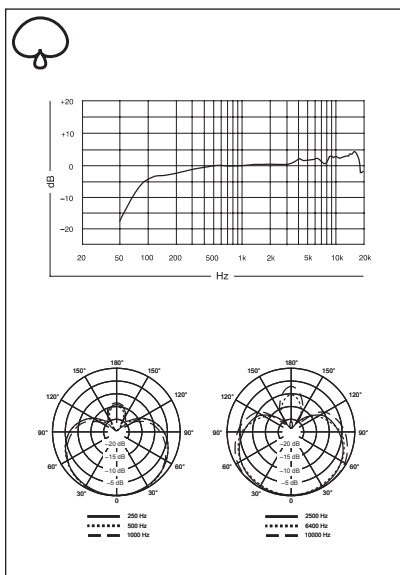 +20
+10
0
−10
−20
dB
20 50 100 200 500 1k 2k 5k 10k 20k
Hz
180°
150° 150°
120° 120°
90° 90°
60° 60°
30° 30°
0
−20 dB
−15 dB
−10 dB
−5 dB
250 Hz
500 Hz
1000 Hz
180°
150° 150°
120° 120°
90° 90°
60° 60°
30° 30°
0
−20 dB
−15 dB
−10 dB
−5 dB
2500 Hz
6400 Hz
10000 Hz